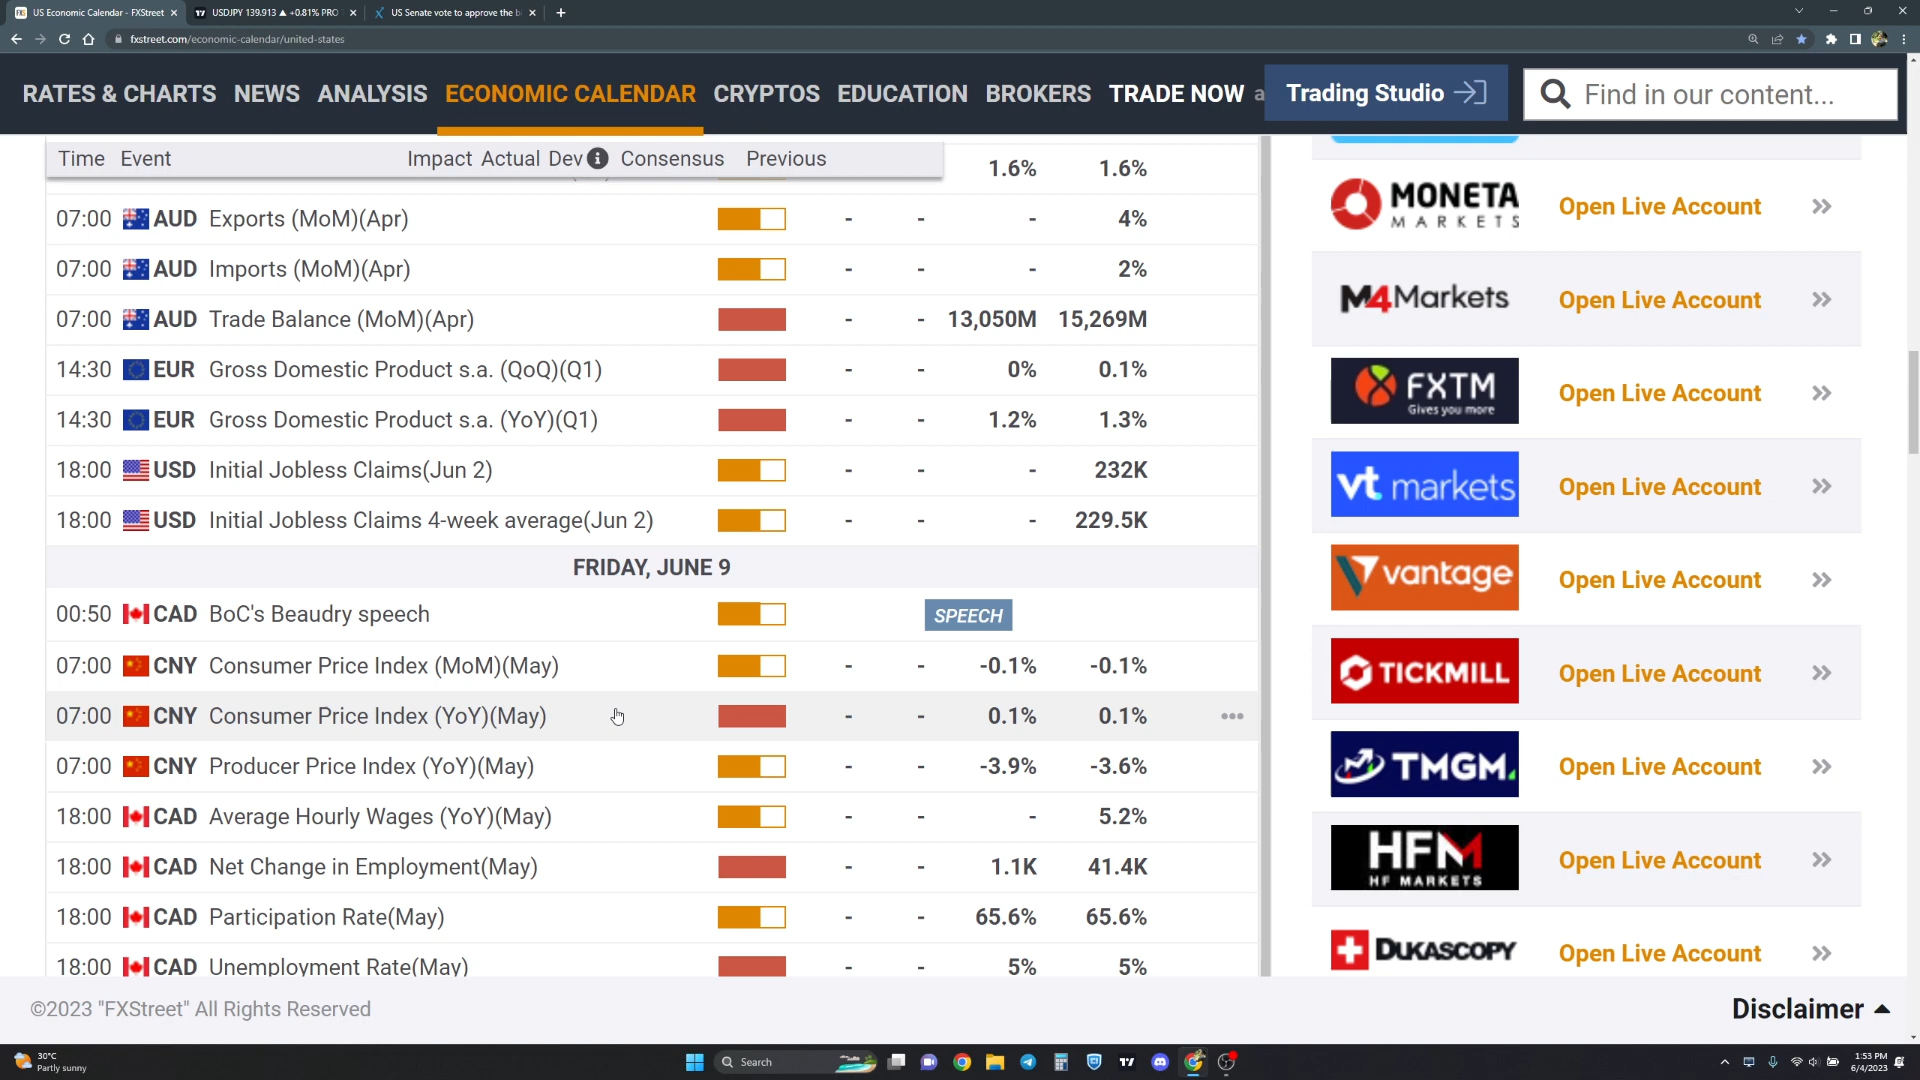 US Economic Calendar - FXStreet
USDJPY 139.913 ▲ +0.81% PRO
US Senate vote to approve the b
fxstreet.com/economic-calendar/united-states
RATES & CHARTS NEWS ANALYSIS ECONOMIC CALENDAR CRYPTOS EDUCATION BROKERS TRADE NOW a Trading Studio Find in our content...
Time Event Impact Actual Dev Consensus Previous
1.6% 1.6%
07:00 AUD Exports (MoM)(Apr) - - - 4%
07:00 AUD Imports (MoM)(Apr) - - - 2%
07:00 AUD Trade Balance (MoM)(Apr) - - 13,050M 15,269M
14:30 EUR Gross Domestic Product s.a. (QoQ)(Q1) - - 0% 0.1%
14:30 EUR Gross Domestic Product s.a. (YoY)(Q1) - - 1.2% 1.3%
18:00 USD Initial Jobless Claims(Jun 2) - - - 232K
18:00 USD Initial Jobless Claims 4-week average(Jun 2) - - - 229.5K
FRIDAY, JUNE 9
00:50 CAD BoC's Beaudry speech SPEECH
07:00 CNY Consumer Price Index (MoM)(May) - - -0.1% -0.1%
07:00 CNY Consumer Price Index (YoY)(May) - - 0.1% 0.1%
07:00 CNY Producer Price Index (YoY)(May) - - -3.9% -3.6%
18:00 CAD Average Hourly Wages (YoY)(May) - - - 5.2%
18:00 CAD Net Change in Employment(May) - - 1.1K 41.4K
18:00 CAD Participation Rate(May) - - 65.6% 65.6%
18:00 CAD Unemployment Rate(May) - - 5% 5%
MONETA
MARKETS
Open Live Account
M4Markets Open Live Account
FXTM
Gives you more
Open Live Account
vt markets Open Live Account
vantage Open Live Account
TICKMILL Open Live Account
TMGM. Open Live Account
HFM
HF MARKETS
Open Live Account
DUKASCOPY Open Live Account
©2023 "FXStreet" All Rights Reserved
Disclaimer
30°C
Partly sunny
Search
1:53 PM
6/4/2023